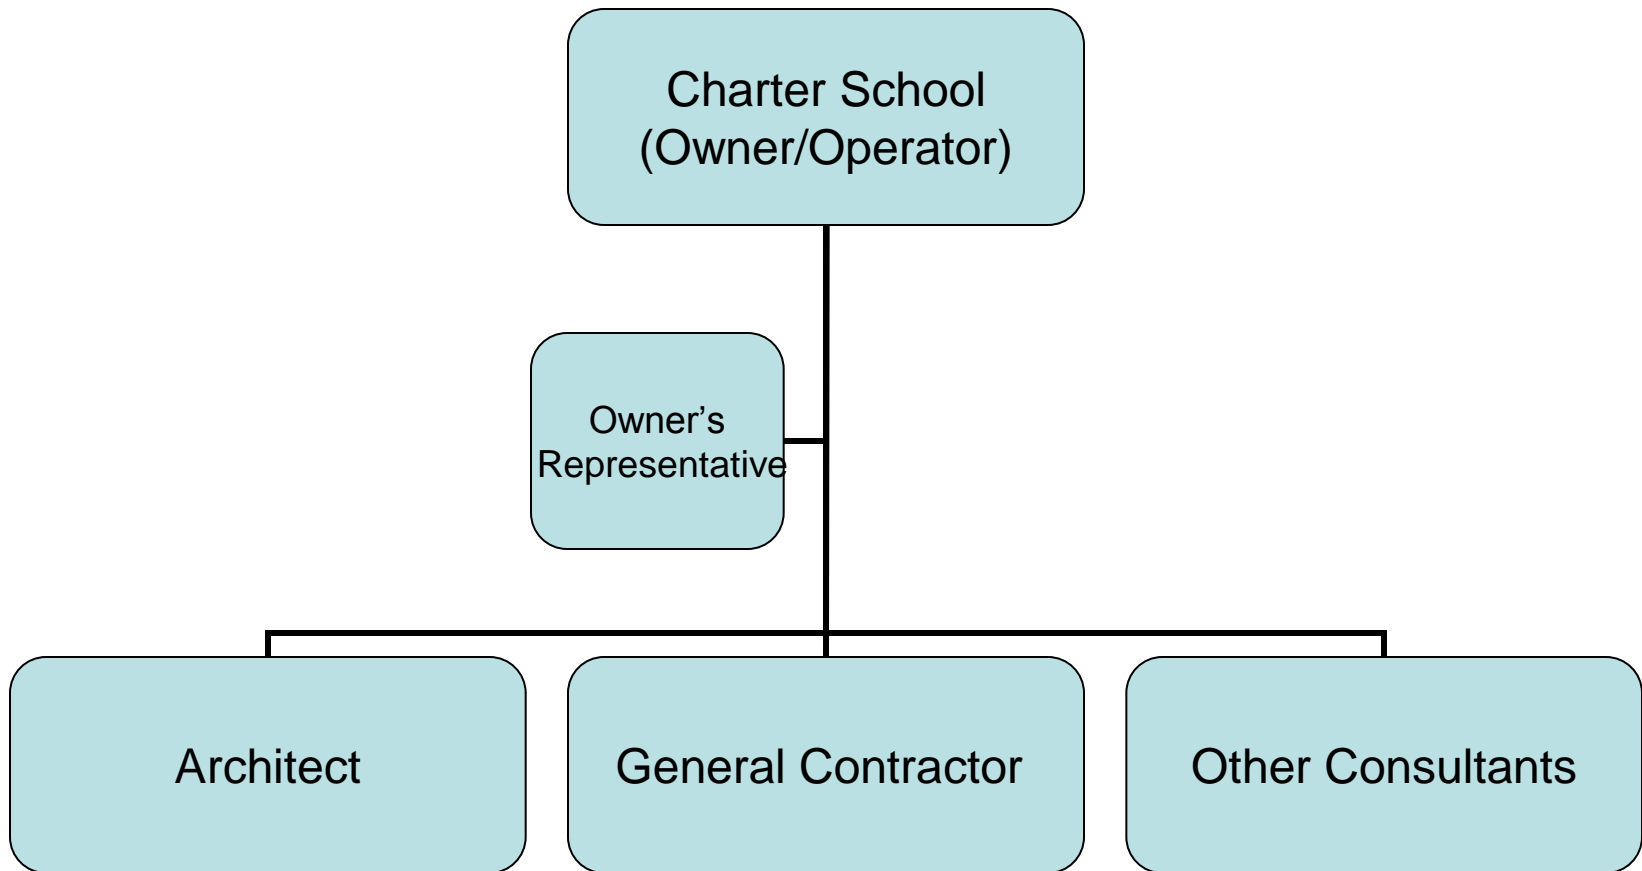 Charter School
(Owner/Operator)
Owner’s
Representative
Architect
General Contractor
Other Consultants